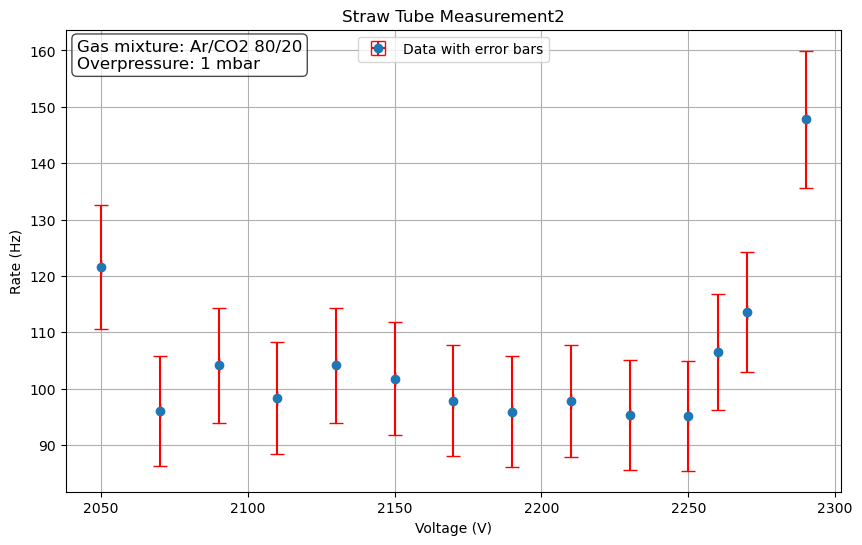 Straw Tube Measurement2
Gas mixture: Ar/CO2 80/20
Overpressure: 1 mbar
Data with error bars
Rate (Hz)
160
150
140
130
120
110
100
90
2050
2100
2150
2200
2250
2300
Voltage (V)